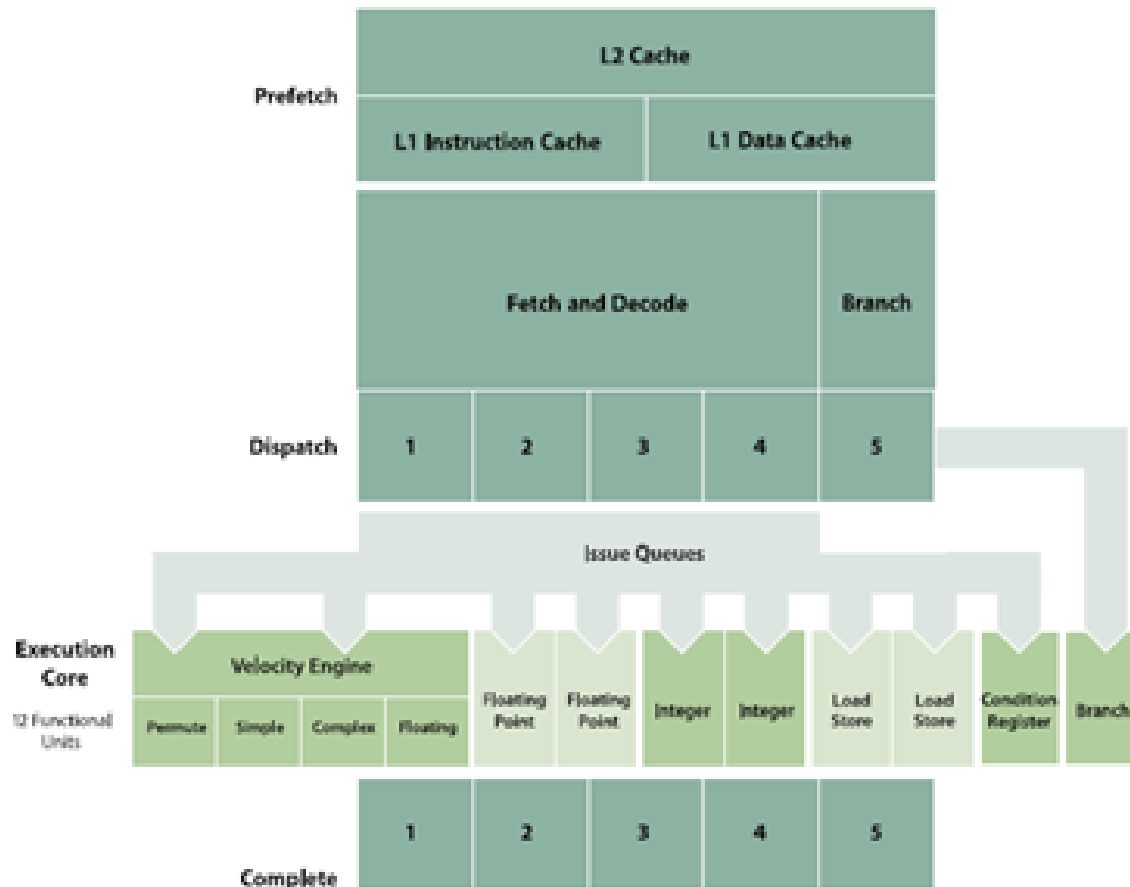 L2 Cache
Prefetch
L1 Instruction Cache
L1 Data Cache
Fetch and Decode
Branch
Dispatch
1
2
3
4
5
Issue Queues
Execution
Core
12 Functional
Units
Velocity Engine
Permute
Simple
Complex
Floating
Floating
Point
Floating
Point
Integer
Integer
Load
Store
Load
Store
Condition
Register
Branch
1
2
3
4
5
Complete